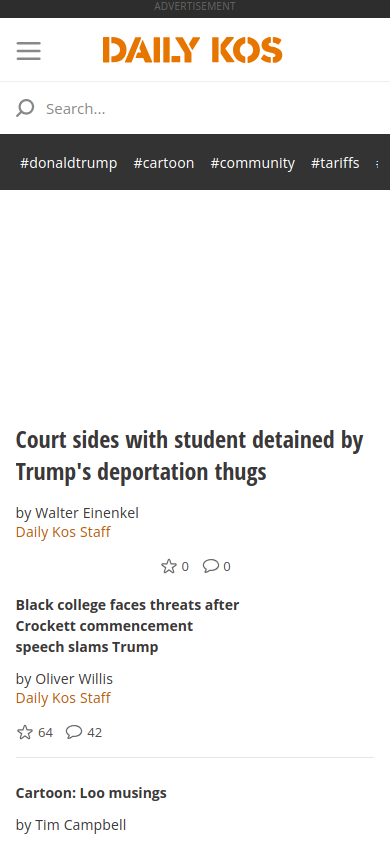 ADVERTISEMENT
DAILY KOS
Search...
#donaldtrump #cartoon #community #tariffs
Court sides with student detained by
Trump's deportation thugs
by Walter Einenkel
Daily Kos Staff
0 0
Black college faces threats after
Crockett commencement
speech slams Trump
by Oliver Willis
Daily Kos Staff
64 42
Cartoon: Loo musings
by Tim Campbell